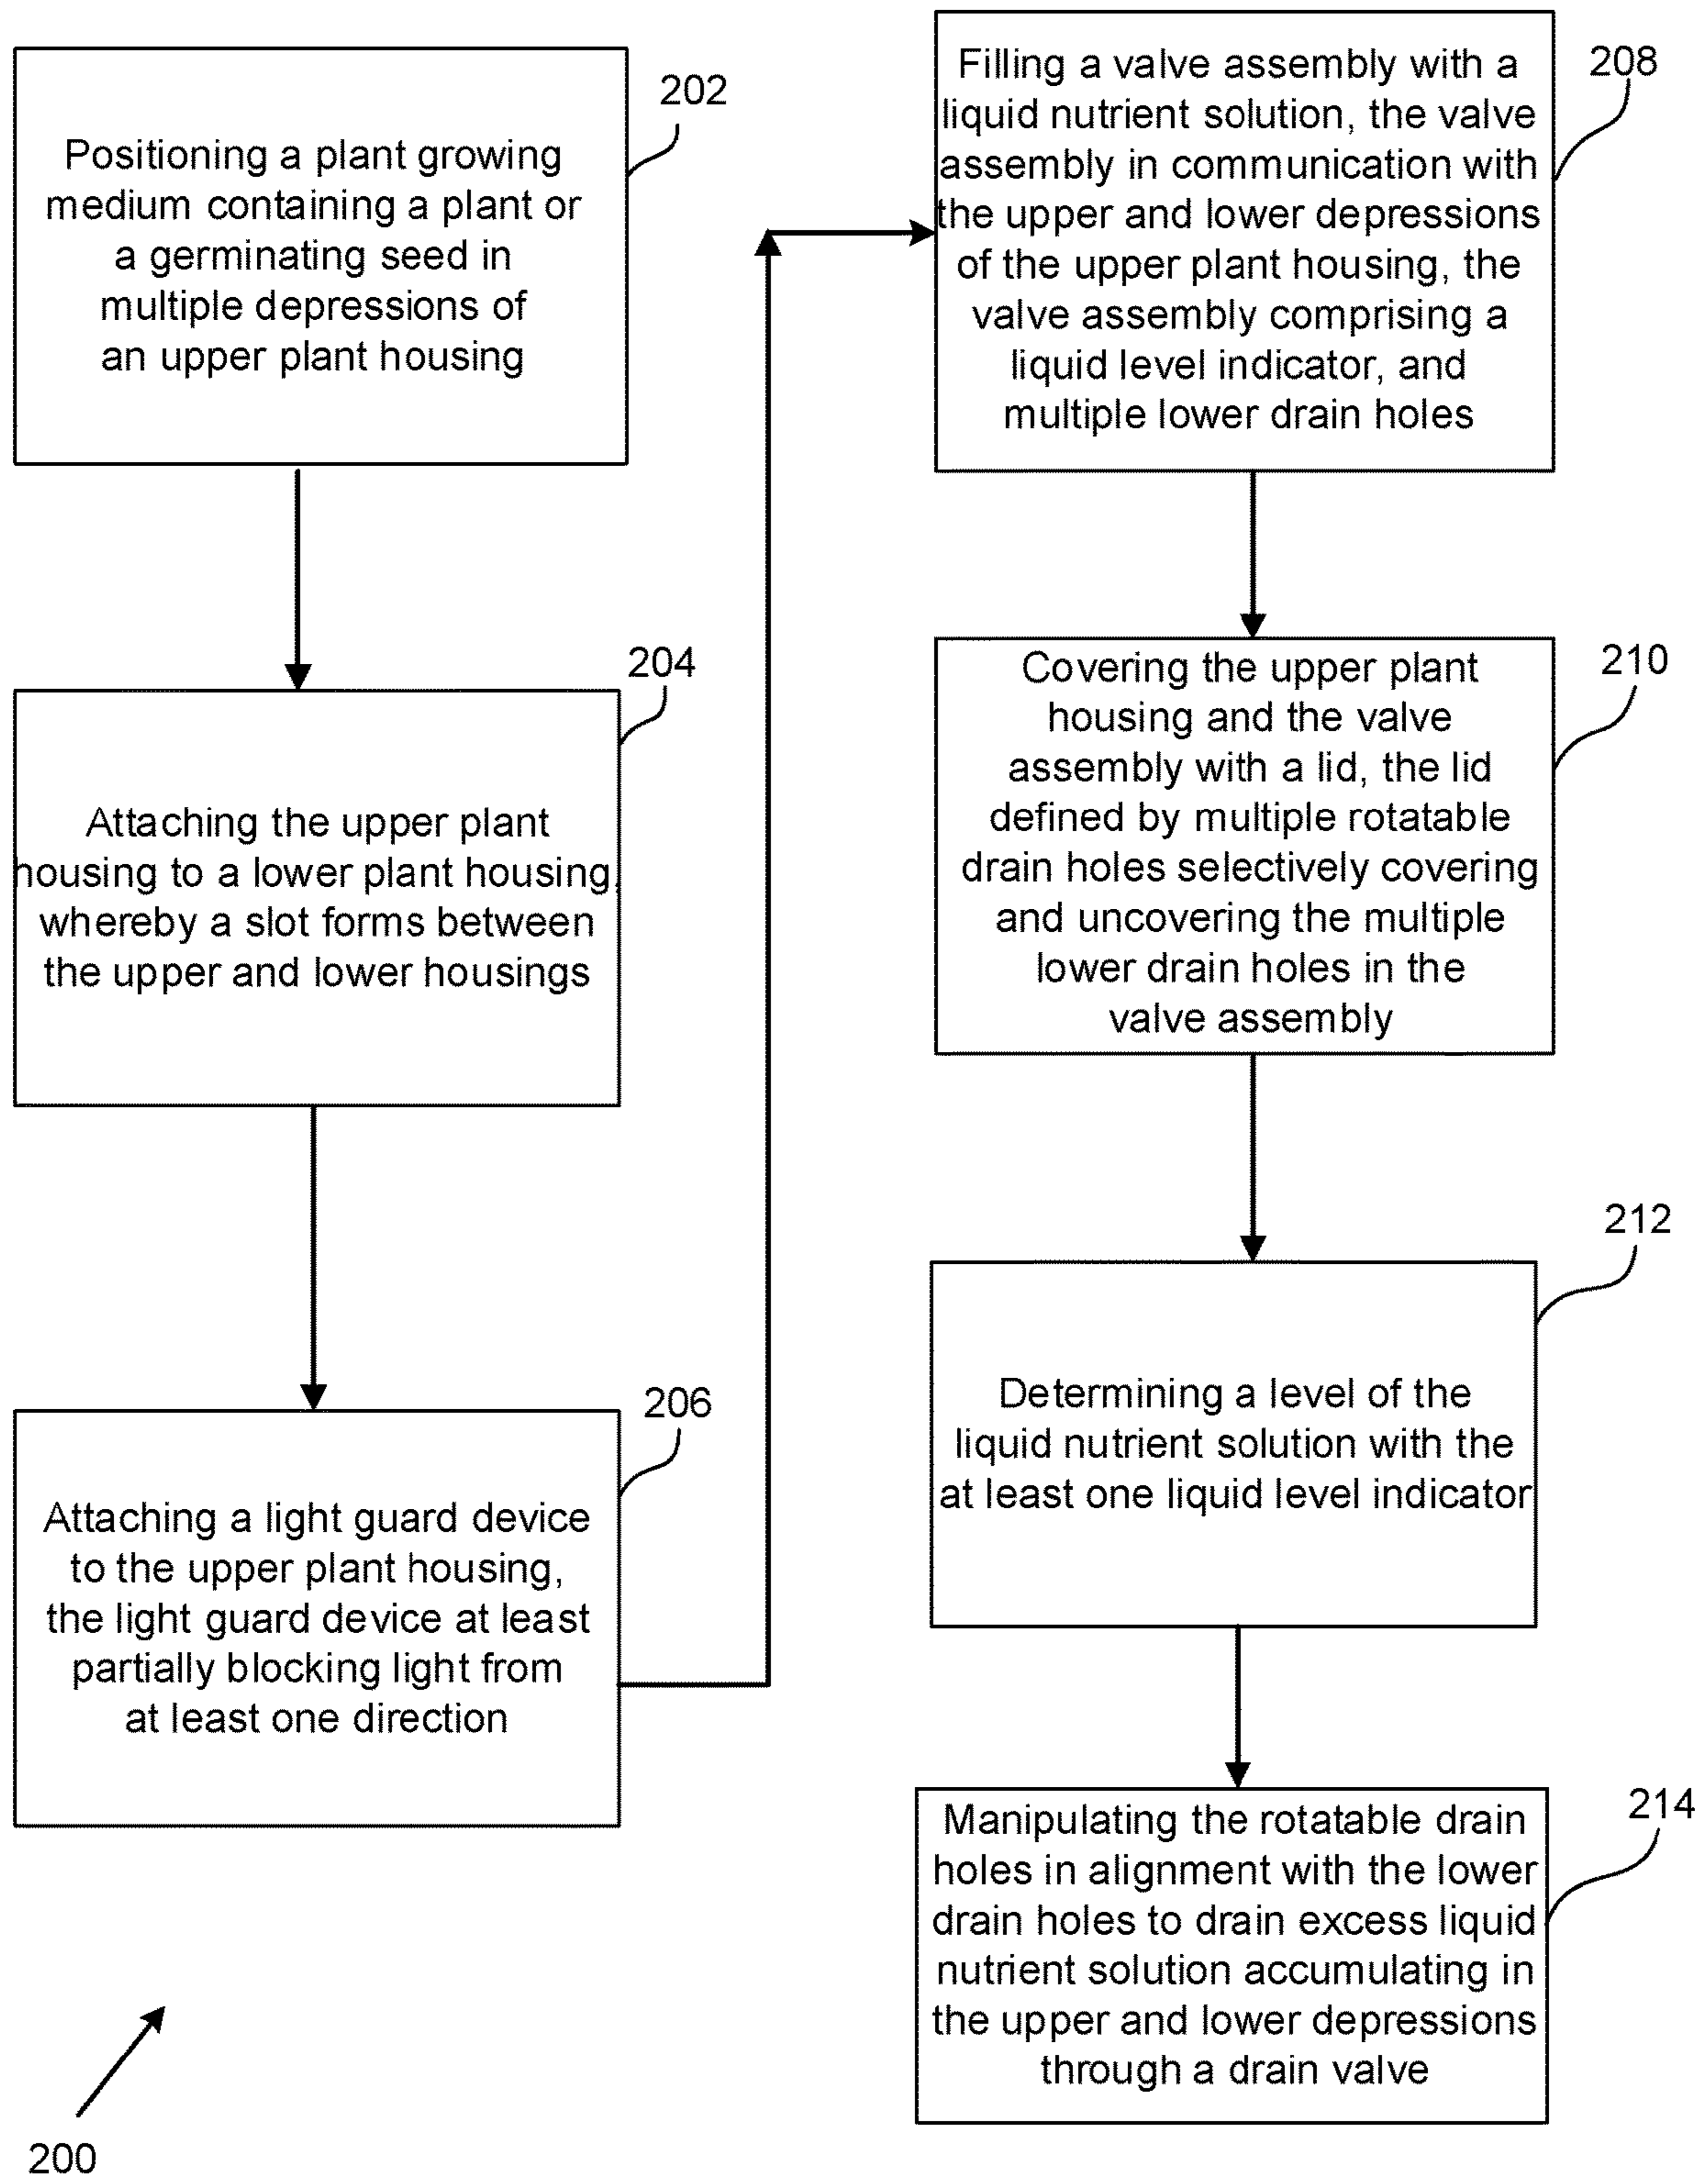 202
Positioning a plant growing
medium containing a plant or
a germinating seed in
multiple depressions of
an upper plant housing
204
Attaching the upper plant
housing to a lower plant housing,
whereby a slot forms between
the upper and lower housings
206
Attaching a light guard device
to the upper plant housing,
the light guard device at least
partially blocking light from
at least one direction
208
Filling a valve assembly with a
liquid nutrient solution, the valve
assembly in communication with
the upper and lower depressions
of the upper plant housing, the
valve assembly comprising a
liquid level indicator, and
multiple lower drain holes
210
Covering the upper plant
housing and the valve
assembly with a lid, the lid
defined by multiple rotatable
drain holes selectively covering
and uncovering the multiple
lower drain holes in the
valve assembly
212
Determining a level of the
liquid nutrient solution with the
at least one liquid level indicator
214
Manipulating the rotatable drain
holes in alignment with the lower
drain holes to drain excess liquid
nutrient solution accumulating in
the upper and lower depressions
through a drain valve
200